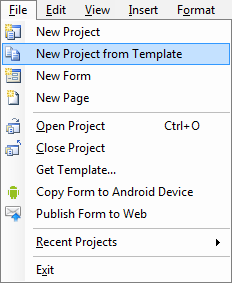 File Edit View Insert Format
New Project
New Project from Template
New Form
New Page
Open Project Ctrl+O
Close Project
Get Template...
Copy Form to Android Device
Publish Form to Web
Recent Projects
Exit